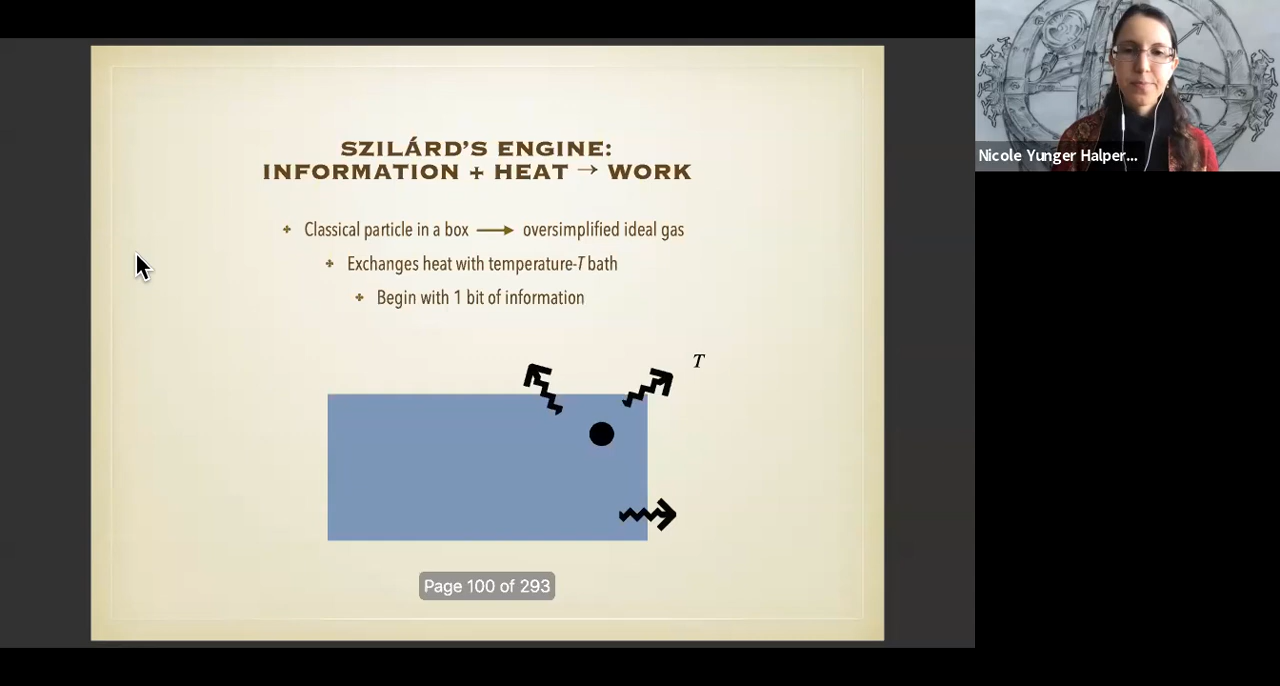 SZILÁRD'S ENGINE:
INFORMATION + HEAT → WORK
Classical particle in a box → oversimplified ideal gas
Exchanges heat with temperature-T bath
Begin with 1 bit of information
T
Page 100 of 293
Nicole Yunger Halper...